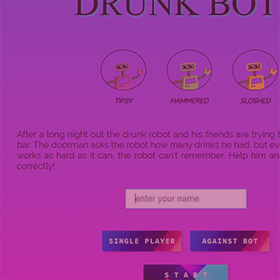 DRUNK BOT
TIPSY HAMMERED SLOSHED
After a long night out the drunk robot and his friends are trying
bar. The doorman asks the robot how many drinks he had, but
works as hard as it can, the robot can't remember. Help him
correctly!
enter your name
SINGLE PLAYER AGAINST BOT
START